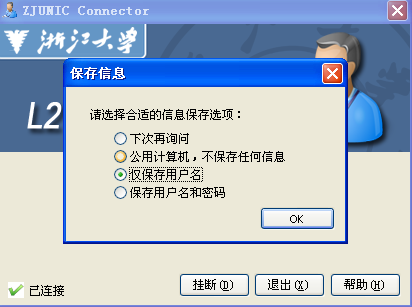 ZJUNIC Connector
浙江大学
L2
保存信息
请选择合适的信息保存选项：
下次再询问
公用计算机，不保存任何信息
仅保存用户名
保存用户名和密码
OK
已连接
挂断(D)
退出(X)
帮助(H)